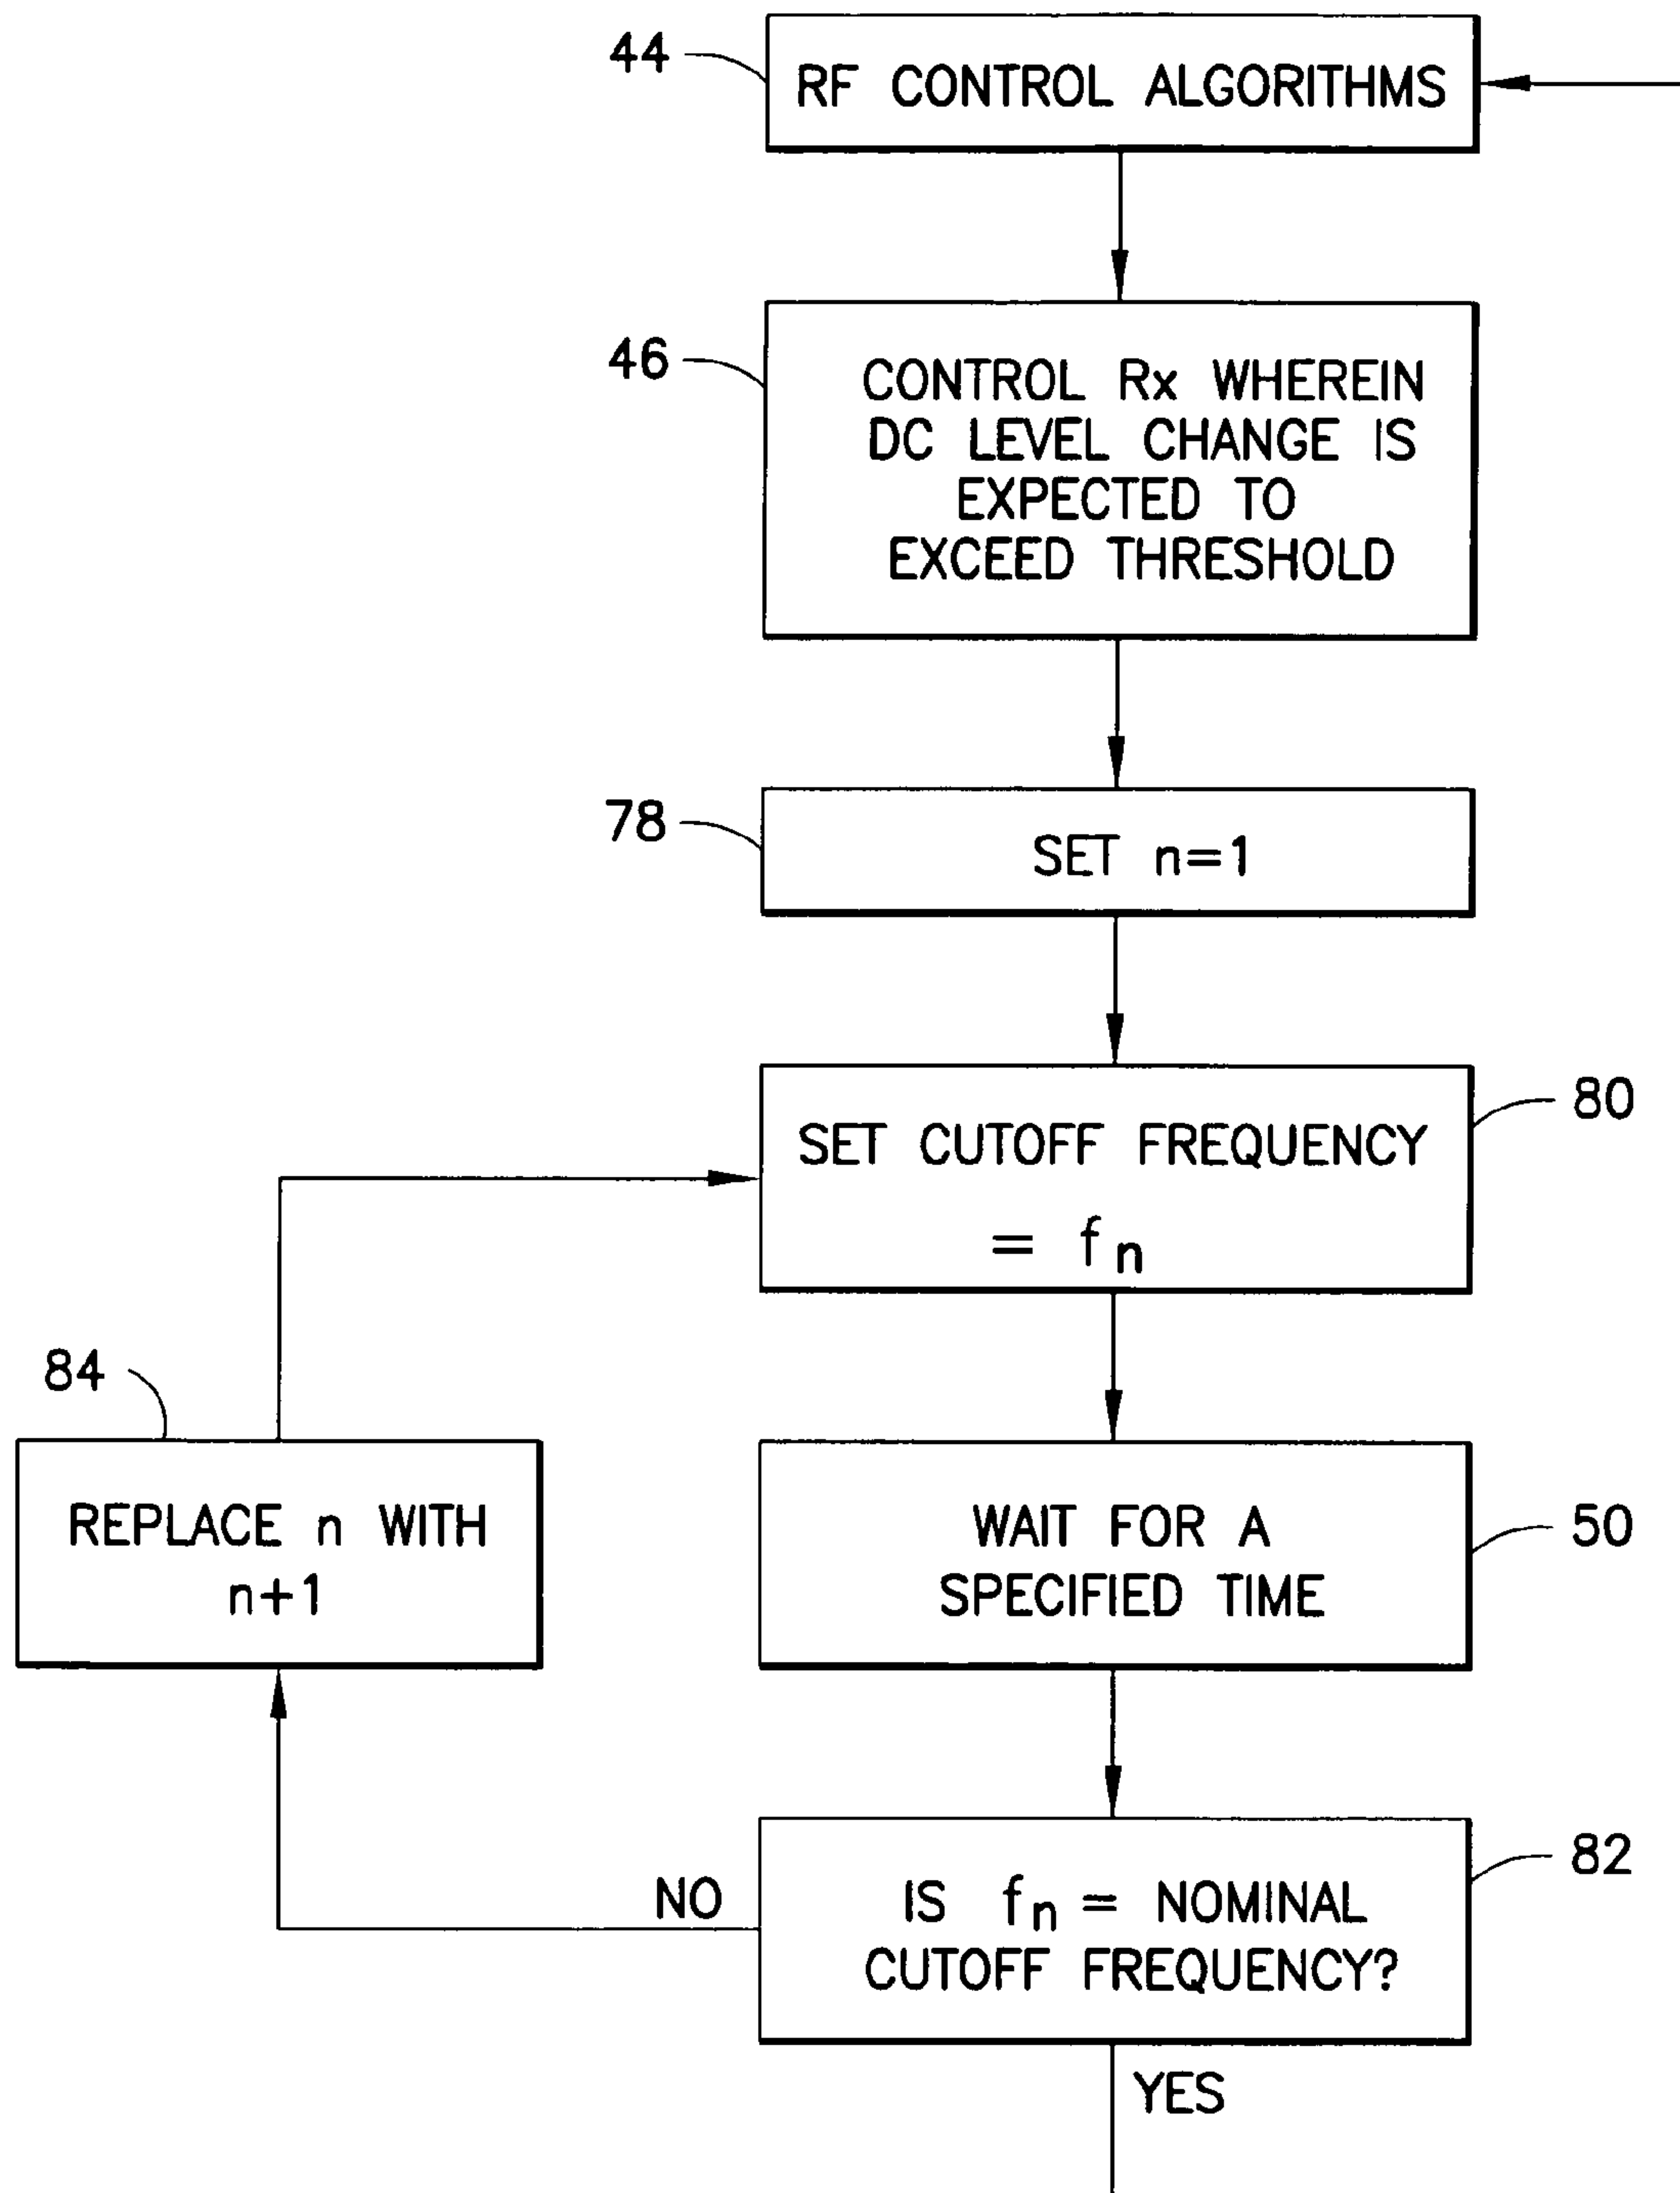 44
RF CONTROL ALGORITHMS
46
CONTROL Rx WHEREIN
DC LEVEL CHANGE IS
EXPECTED TO
EXCEED THRESHOLD
78
SET n=1
80
SET CUTOFF FREQUENCY
= fn
84
REPLACE n WITH
n+1
50
WAIT FOR A
SPECIFIED TIME
82
NO
IS fn = NOMINAL
CUTOFF FREQUENCY?
YES